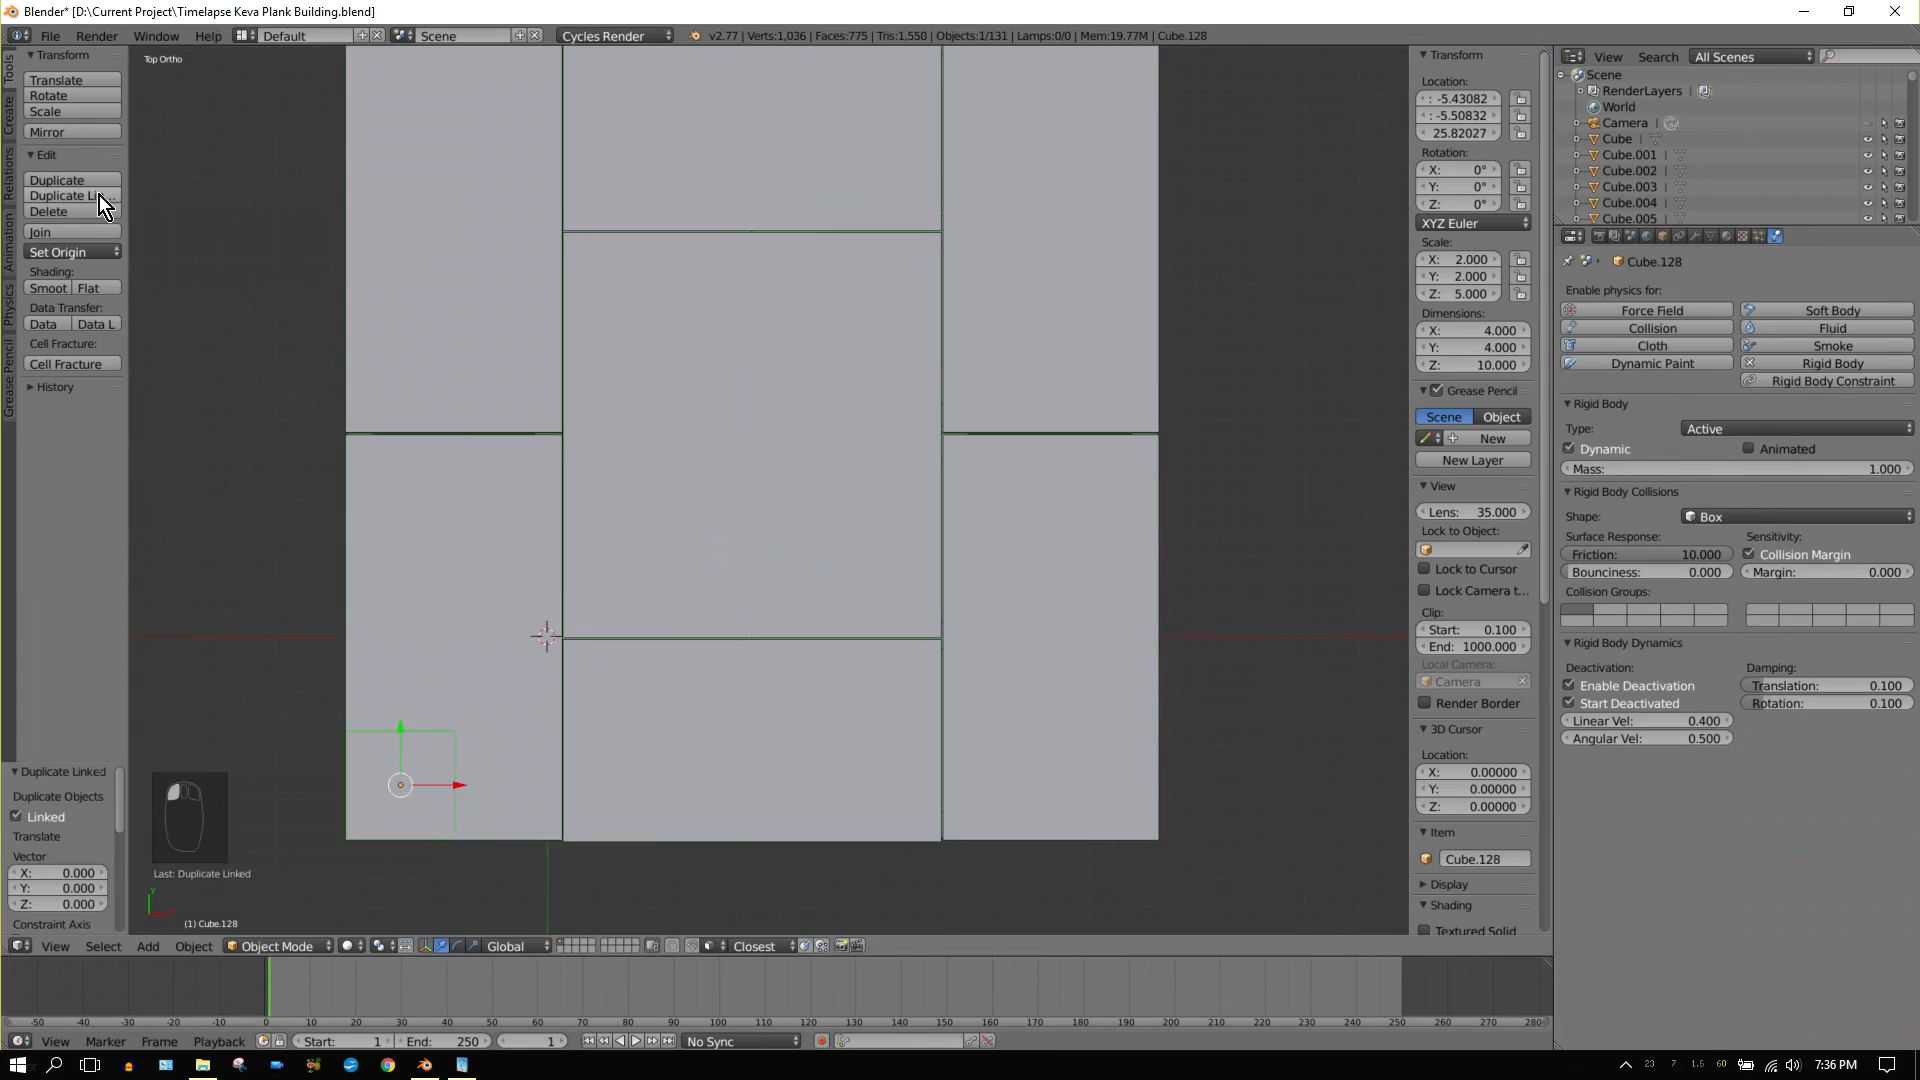 Blender* [D:\Current Project\Timelapse Keva Plank Building.blend]
File Render Window Help Default Scene Cycles Render v2.77 | Verts:1,036 | Faces:775 | Tris:1,550 | Objects:1/131 | Lamps:0/0 | Mem:19.77M | Cube.128
Tools
Create
Relations
Animation
Physics
Grease Pencil
Transform
Translate
Rotate
Scale
Mirror
Edit
Duplicate
Duplicate Li
Delete
Join
Set Origin
Shading:
Smoot Flat
Data Transfer:
Data Data L
Cell Fracture:
Cell Fracture
History
Duplicate Linked
Duplicate Objects
Linked
Translate
Vector
X: 0.000
Y: 0.000
Z: 0.000
Constraint Axis
Top Ortho
Last: Duplicate Linked
(1) Cube.128
Transform
Location:
: -5.43082
: -5.50832
25.82027
Rotation:
X: 0°
Y: 0°
Z: 0°
XYZ Euler
Scale:
X: 2.000
Y: 2.000
Z: 5.000
Dimensions:
X: 4.000
Y: 4.000
Z: 10.000
Grease Pencil
Scene Object
New
New Layer
View
Lens: 35.000
Lock to Object:
Lock to Cursor
Lock Camera t...
Clip:
Start: 0.100
End: 1000.000
Local Camera:
Camera
Render Border
3D Cursor
Location:
X: 0.00000
Y: 0.00000
Z: 0.00000
Item
Cube.128
Display
Shading
Textured Solid
View Search All Scenes
Scene
RenderLayers
World
Camera
Cube
Cube.001
Cube.002
Cube.003
Cube.004
Cube.005
Cube.128
Enable physics for:
Force Field Soft Body
Collision Fluid
Cloth Smoke
Dynamic Paint Rigid Body
Rigid Body Constraint
Rigid Body
Type: Active
Dynamic Animated
Mass: 1.000
Rigid Body Collisions
Shape: Box
Surface Response: Sensitivity:
Friction: 10.000 Collision Margin
Bounciness: 0.000 Margin: 0.000
Collision Groups:
Rigid Body Dynamics
Deactivation: Damping:
Enable Deactivation Translation: 0.100
Start Deactivated Rotation: 0.100
Linear Vel: 0.400
Angular Vel: 0.500
View Select Add Object Object Mode Global Closest
-50 -40 -30 -20 -10 0 10 20 30 40 50 60 70 80 90 100 110 120 130 140 150 160 170 180 190 200 210 220 230 240 250 260 270 280
View Marker Frame Playback Start: 1 End: 250 1 No Sync
23 7 1.6 60 7:36 PM